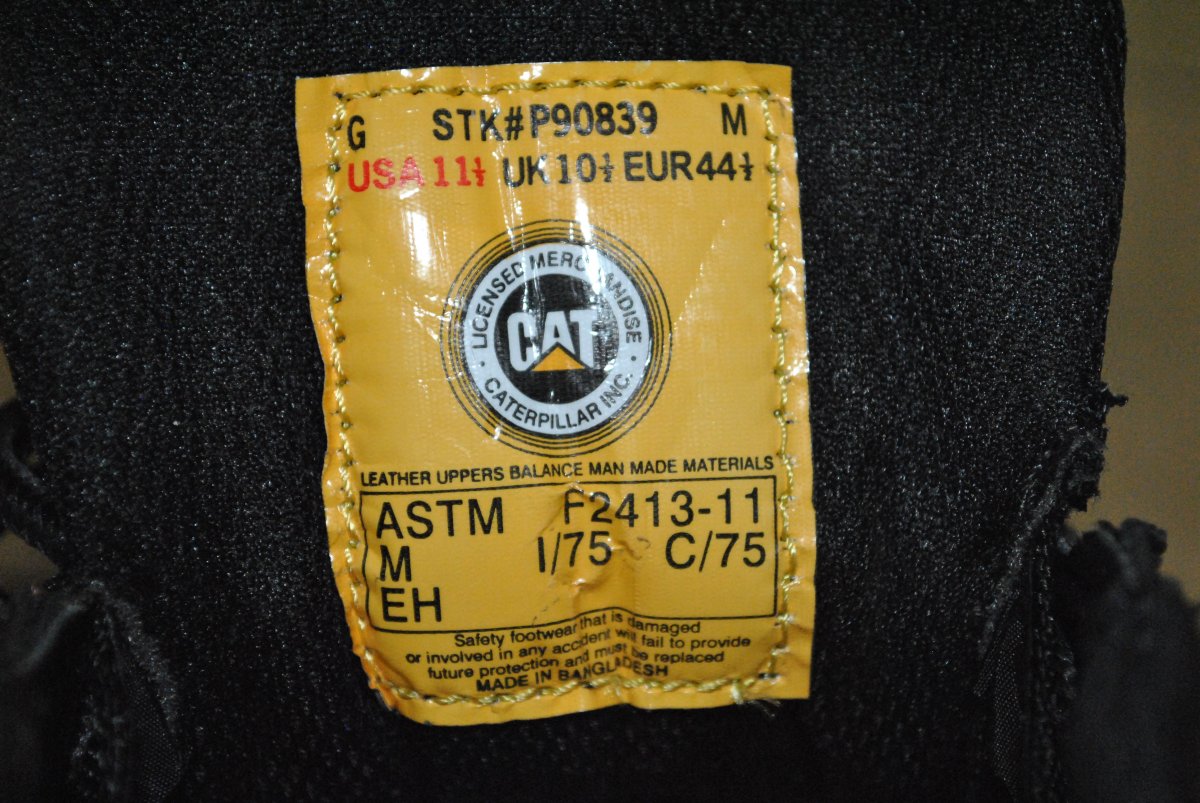 G STK#P90839 M
USA 11½ UK 10½ EUR 44½
LICENSED MERCHANDISE
CAT
CATERPILLAR INC.
LEATHER UPPERS BALANCE MAN MADE MATERIALS
ASTM F2413-11
M I/75 C/75
EH
Safety footwear that is damaged
or involved in any accident will fail to provide
future protection and must be replaced
MADE IN BANGLADESH